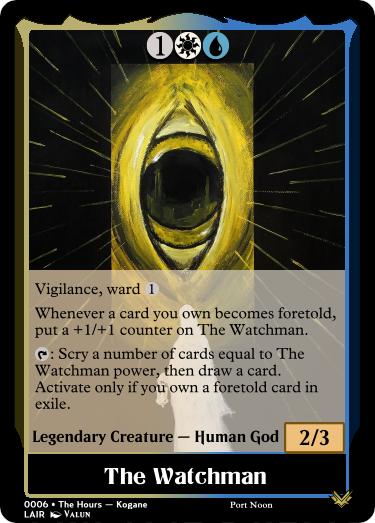 1
Vigilance, ward 1
Whenever a card you own becomes foretold,
put a +1/+1 counter on The Watchman.
: Scry a number of cards equal to The
Watchman power, then draw a card.
Activate only if you own a foretold card in
exile.
Legendary Creature — Human God 2/3
The Watchman
0006 • The Hours — Kogane Port Noon
LAIR VALUN